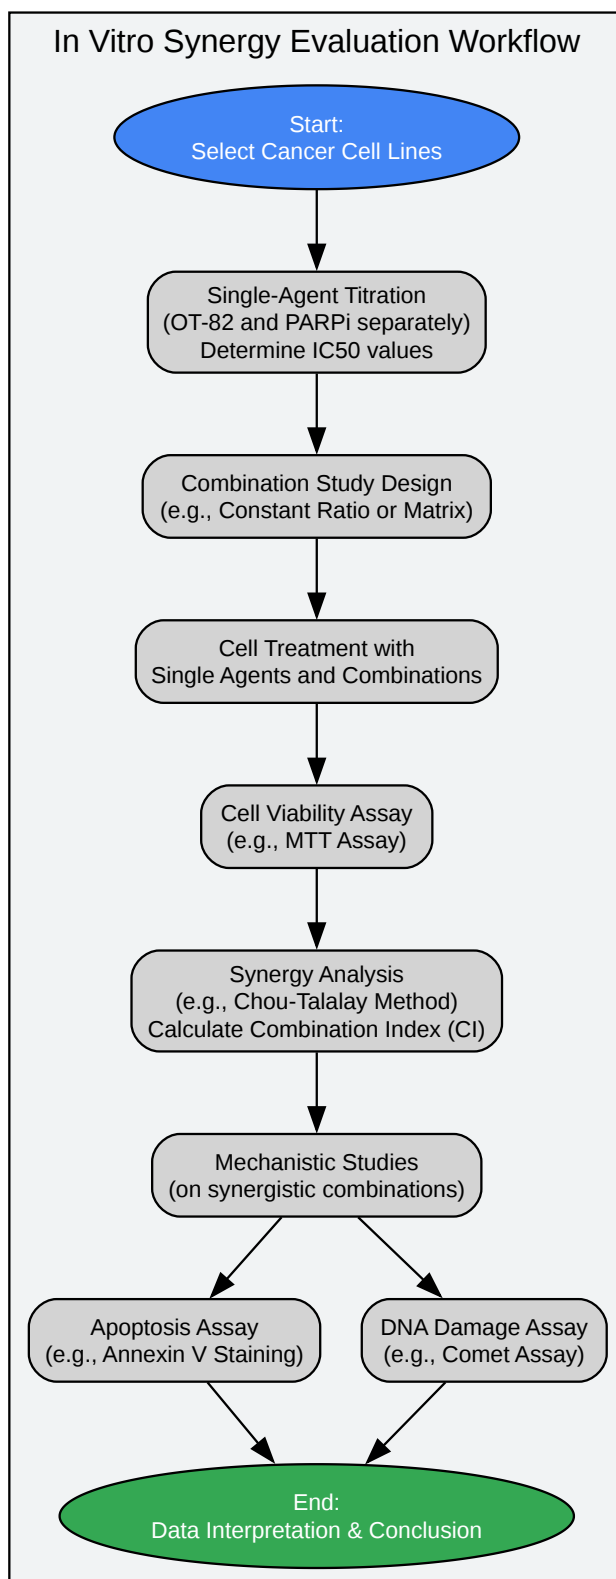 In Vitro Synergy Evaluation Workflow
Start:
Select Cancer Cell Lines
Single-Agent Titration
(OT-82 and PARPi separately)
Determine IC50 values
Combination Study Design
(e.g., Constant Ratio or Matrix)
Cell Treatment with
Single Agents and Combinations
Cell Viability Assay
(e.g., MTT Assay)
Synergy Analysis
(e.g., Chou-Talalay Method)
Calculate Combination Index (CI)
Mechanistic Studies
(on synergistic combinations)
Apoptosis Assay
(e.g., Annexin V Staining)
DNA Damage Assay
(e.g., Comet Assay)
End:
Data Interpretation & Conclusion